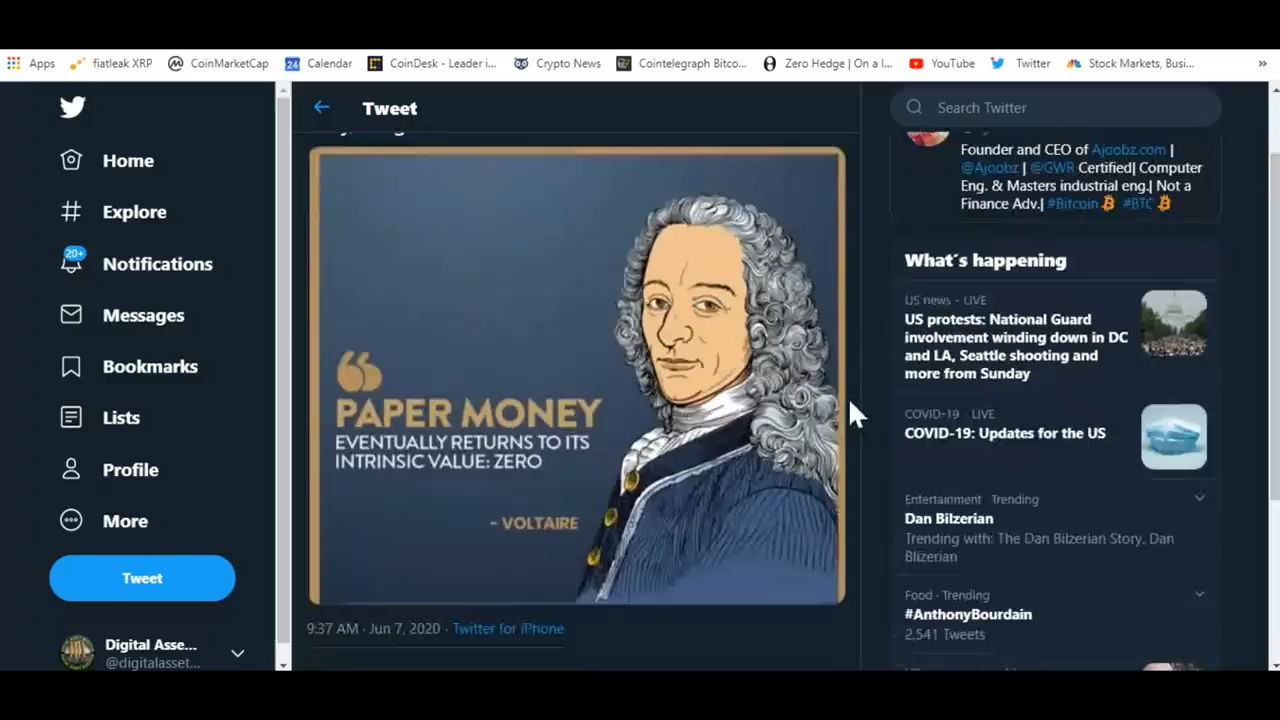 Apps fiatleak XRP CoinMarketCap Calendar CoinDesk - Leader i... Crypto News Cointelegraph Bitco... Zero Hedge | On a l... YouTube Twitter Stock Markets, Busi... »
24
Home
Explore
20+
Notifications
Messages
Bookmarks
Lists
Profile
More
Tweet
Digital Asse...
@digitalasset...
Tweet
“
PAPER MONEY
EVENTUALLY RETURNS TO ITS
INTRINSIC VALUE: ZERO
- VOLTAIRE
9:37 AM · Jun 7, 2020 · Twitter for iPhone
Search Twitter
Founder and CEO of Ajoobz.com |
@Ajoobz | @GWR Certified| Computer
Eng. & Masters industrial eng.| Not a
Finance Adv.| #Bitcoin #BTC
What's happening
US news · LIVE
US protests: National Guard
involvement winding down in DC
and LA, Seattle shooting and
more from Sunday
COVID-19 · LIVE
COVID-19: Updates for the US
Entertainment · Trending
Dan Bilzerian
Trending with: The Dan Bilzerian Story, Dan
Bilzerian
Food · Trending
#AnthonyBourdain
2,541 Tweets